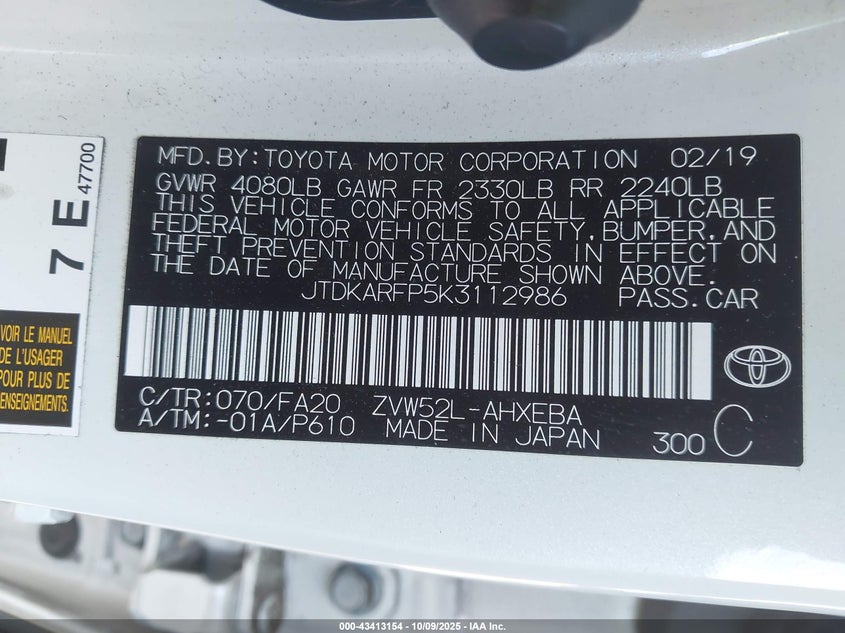 47700
7 E
VOIR LE MANUEL
DE L'USAGER
POUR PLUS DE
RENSEIGNEMENTS.
MFD.BY:TOYOTA MOTOR CORPORATION 02/19
GVWR 4080LB GAWR FR 2330LB RR 2240LB
THIS VEHICLE CONFORMS TO ALL APPLICABLE
FEDERAL MOTOR VEHICLE SAFETY,BUMPER,AND
THEFT PREVENTION STANDARDS IN EFFECT ON
THE DATE OF MANUFACTURE SHOWN ABOVE.
JTDKARFP5K3112986 PASS.CAR
C/TR:070/FA20 ZVW52L-AHXEBA
A/TM:-01A/P610 MADE IN JAPAN 300 C
000-43413154 - 10/09/2025 - IAA Inc.